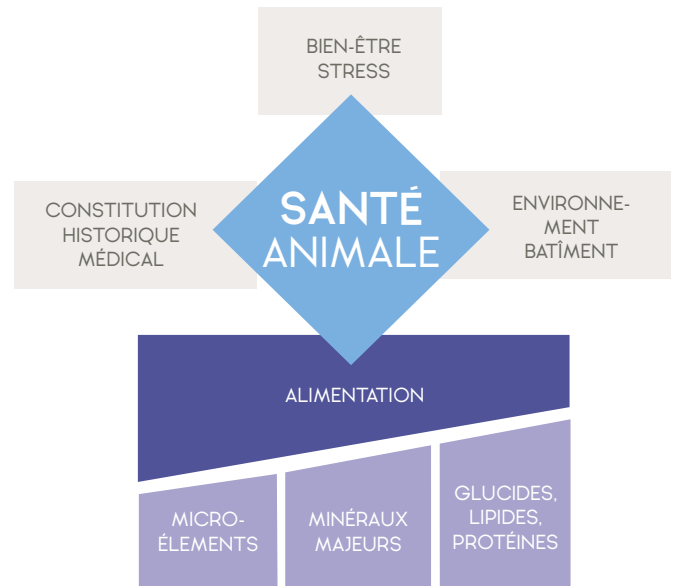 BIEN-ÊTRE
STRESS
CONSTITUTION
HISTORIQUE
MÉDICAL
SANTÉ
ANIMALE
ENVIRONNE-
MENT
BATÎMENT
ALIMENTATION
MICRO-
ÉLEMENTS
MINÉRAUX
MAJEURS
GLUCIDES,
LIPIDES,
PROTÉINES